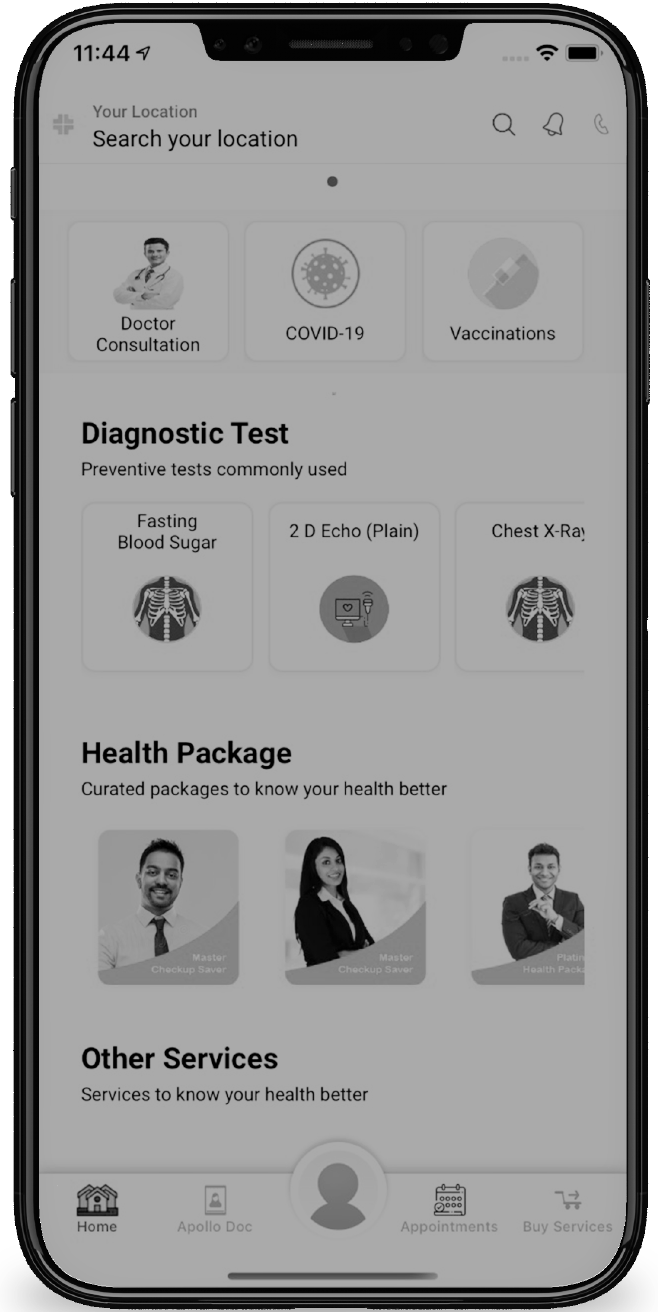 11:44
Your Location
Search your location
Doctor
Consultation
COVID-19
Vaccinations
Diagnostic Test
Preventive tests commonly used
Fasting
Blood Sugar
2 D Echo (Plain)
Chest X-Ray
Health Package
Curated packages to know your health better
Master
Checkup Saver
Master
Checkup Saver
Platin
Health Packa
Other Services
Services to know your health better
Home
Apollo Doc
Appointments
Buy Services